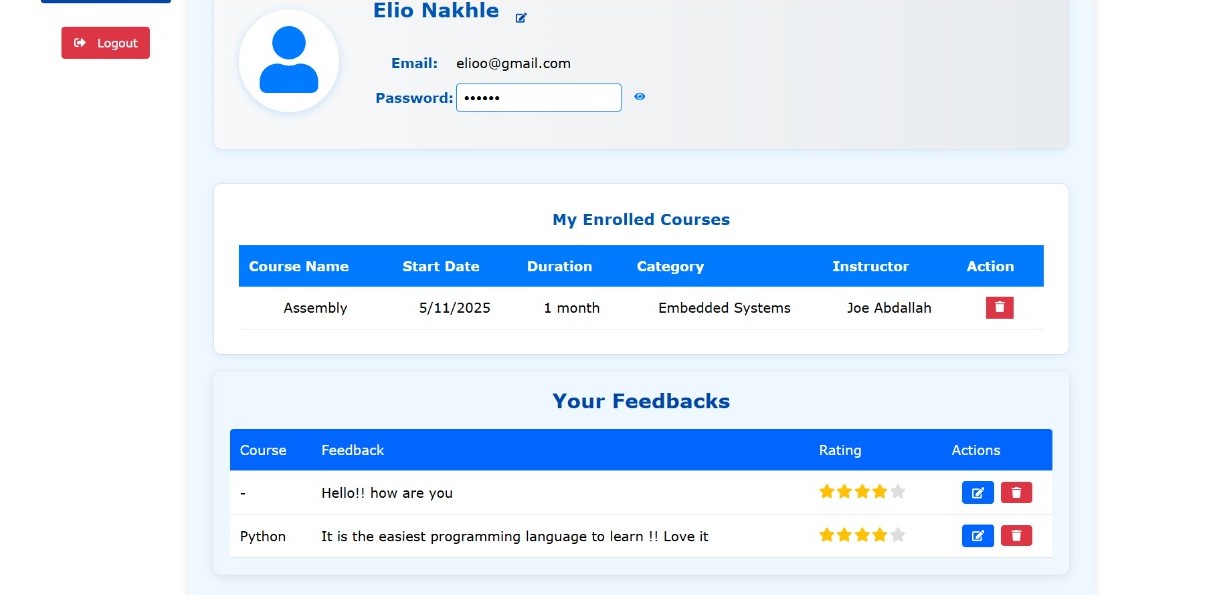 Elio Nakhle
Logout
Email: elioo@gmail.com
Password: ••••••
My Enrolled Courses
Course Name Start Date Duration Category Instructor Action
Assembly 5/11/2025 1 month Embedded Systems Joe Abdallah
Your Feedbacks
Course Feedback Rating Actions
- Hello!! how are you
Python It is the easiest programming language to learn !! Love it